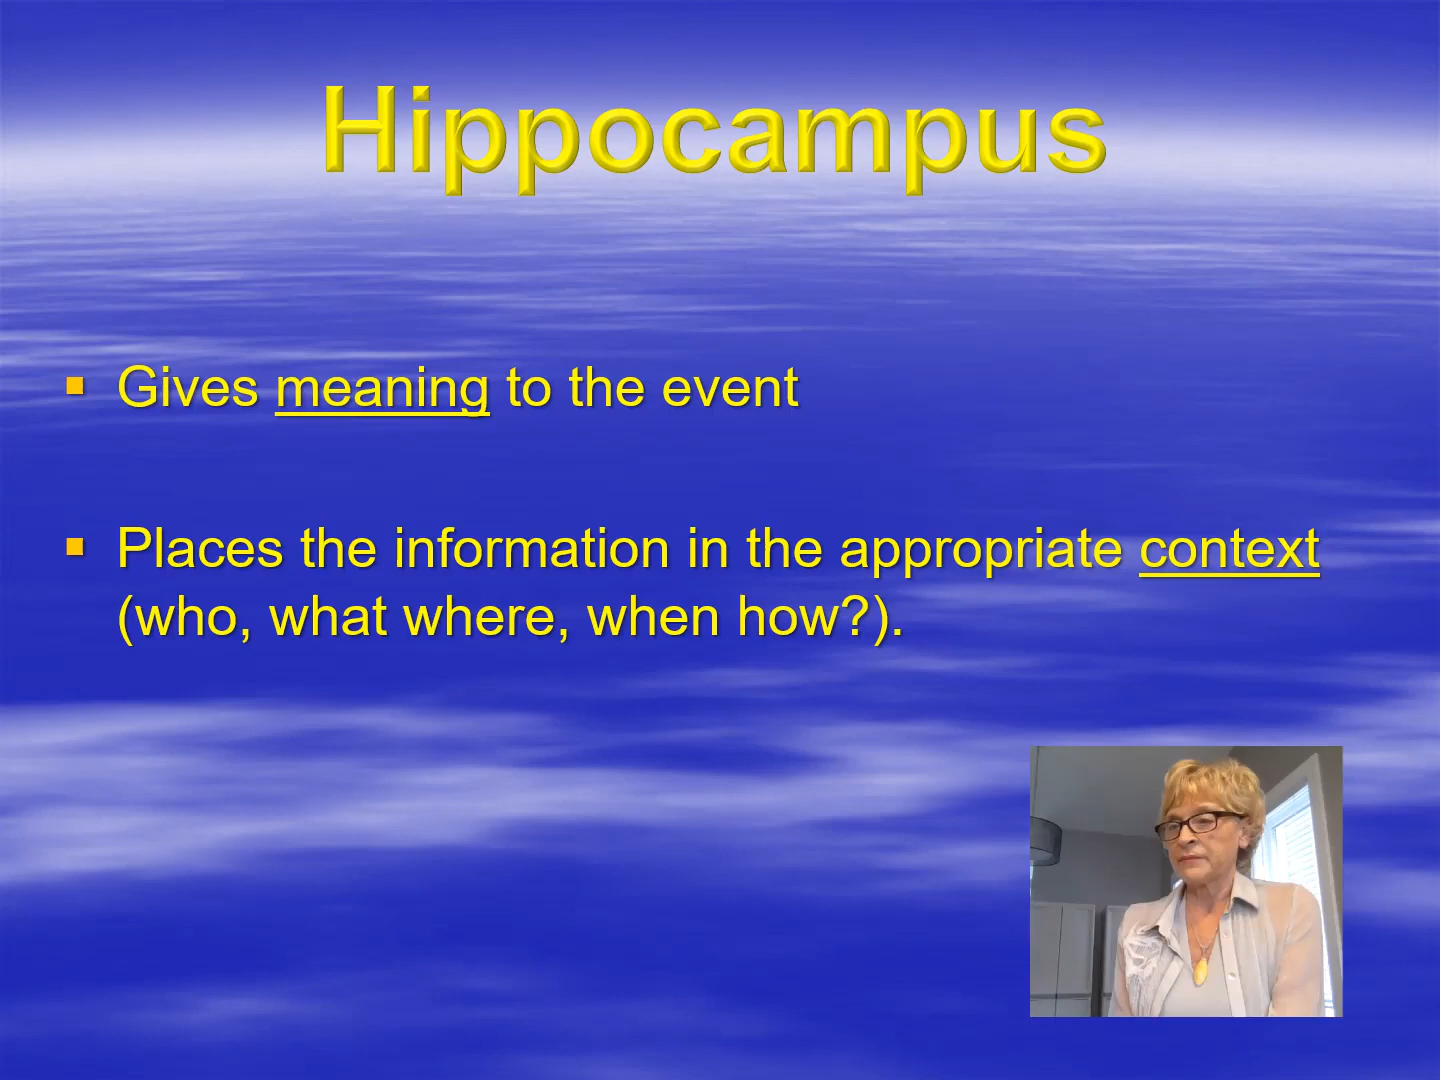 Hippocampus
Gives meaning to the event
Places the information in the appropriate context
(who, what where, when how?).